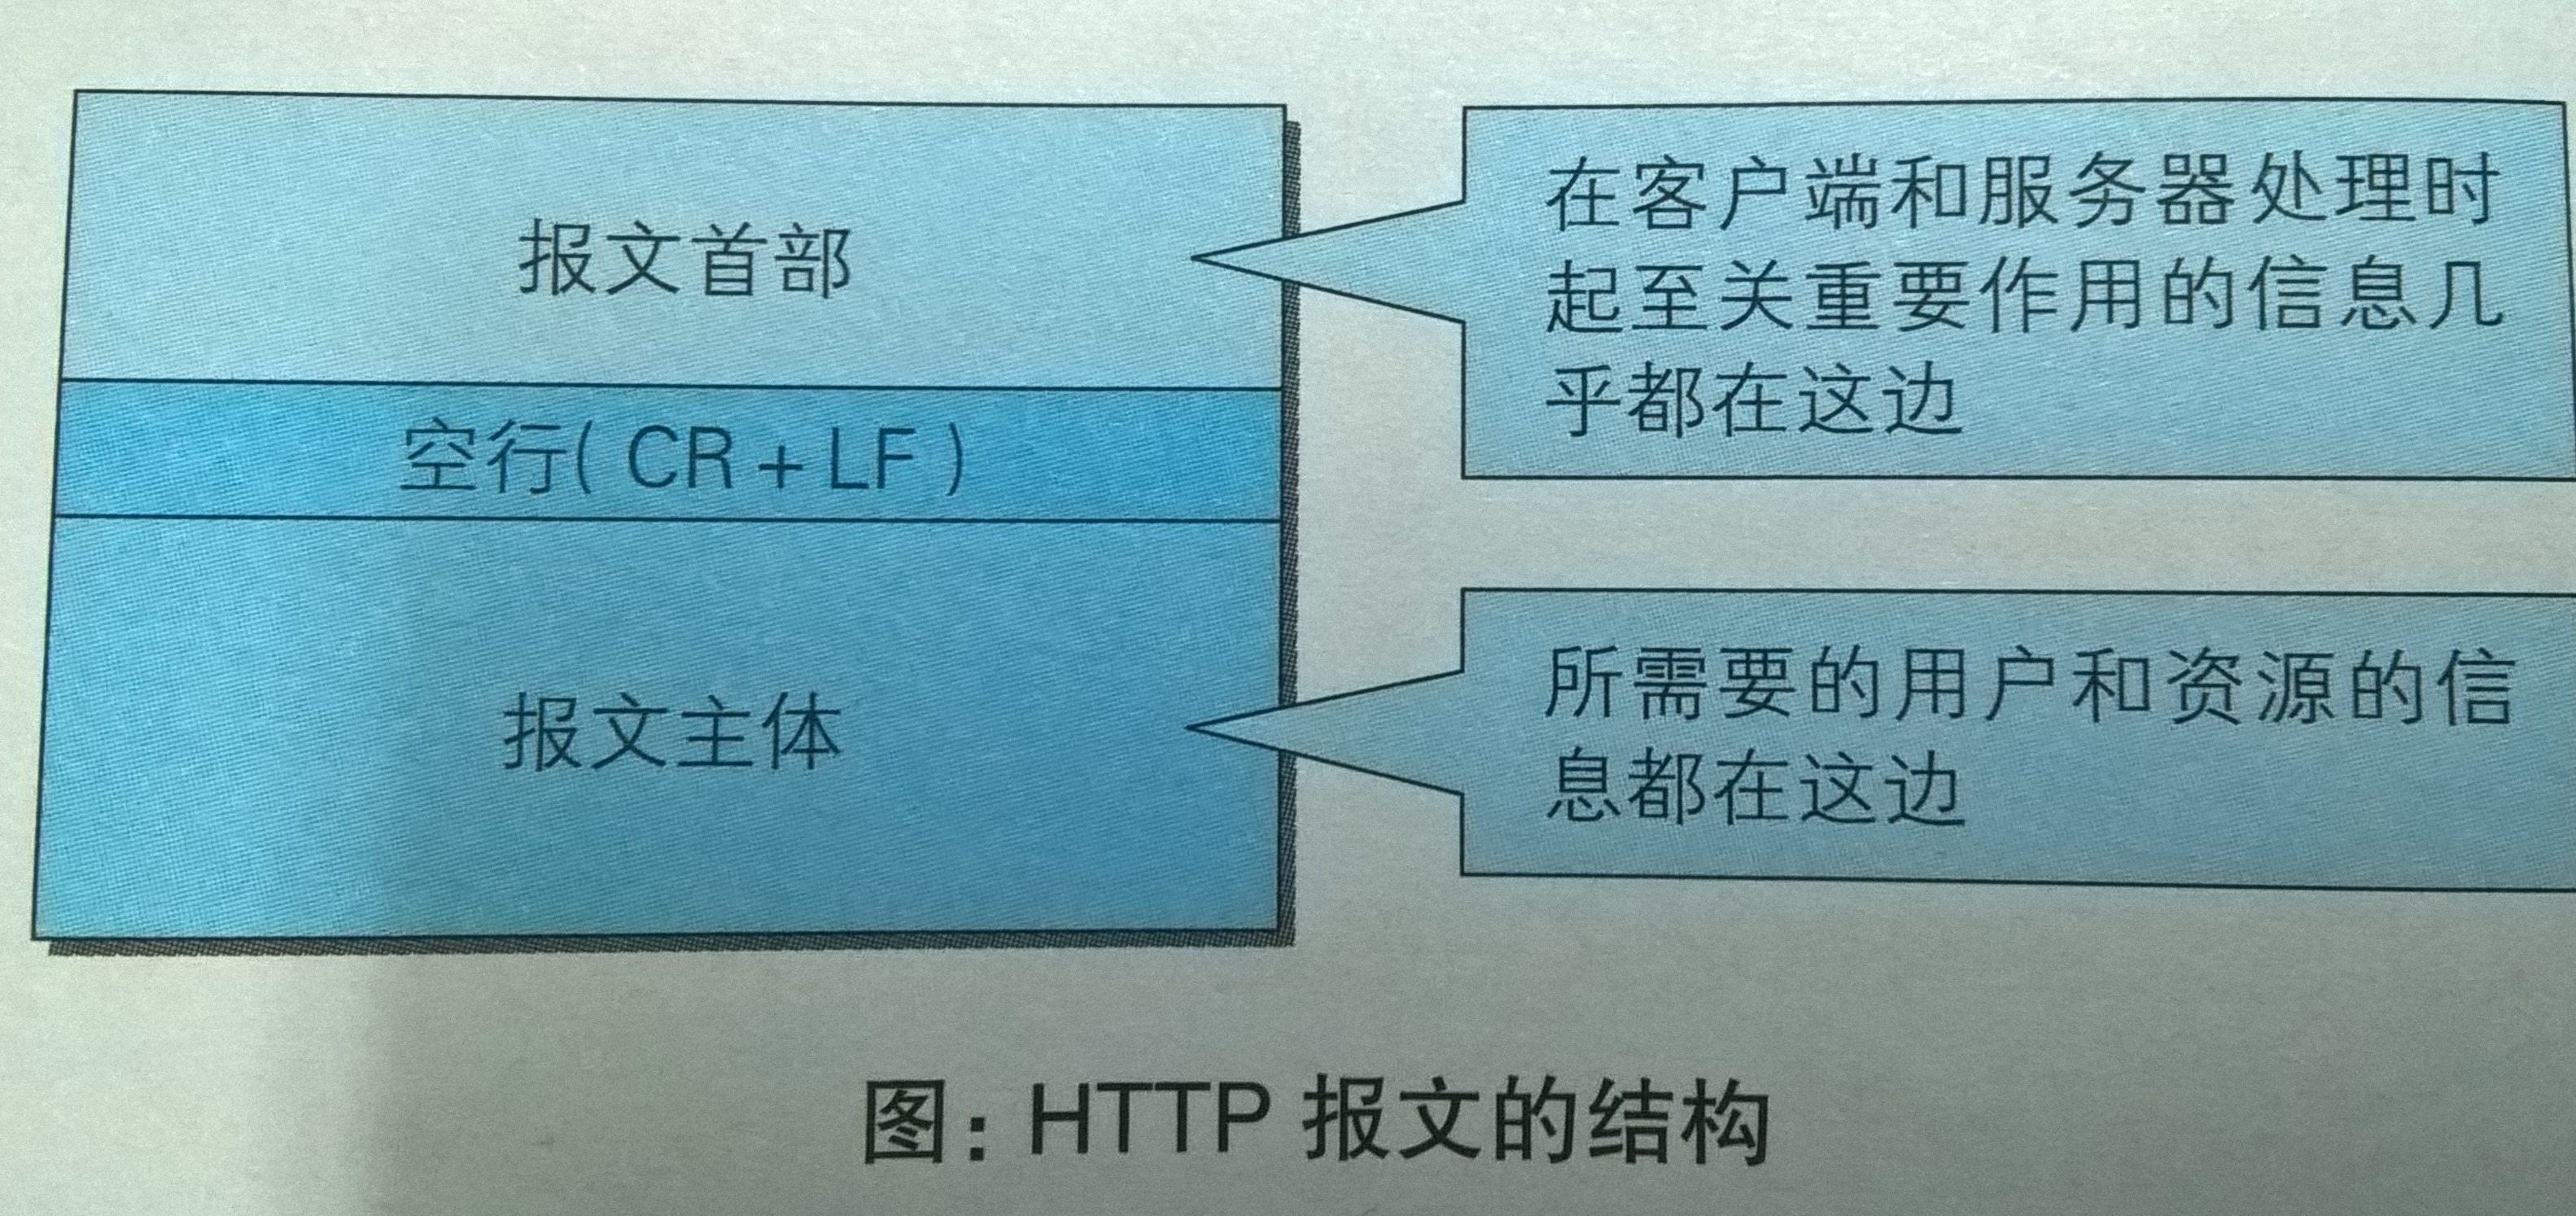 报文首部
在客户端和服务器处理时
起至关重要作用的信息几
乎都在这边
空行( CR + LF )
报文主体
所需要的用户和资源的信
息都在这边
图：HTTP 报文的结构